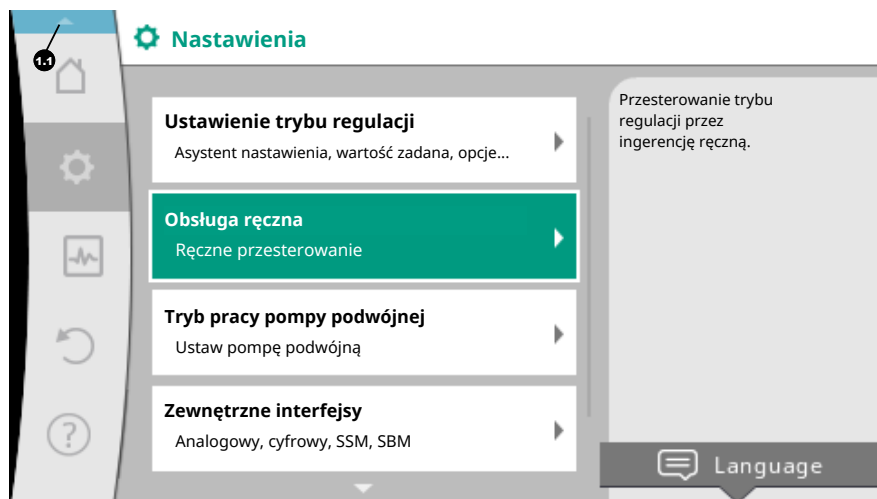 1.1
Nastawienia
Ustawienie trybu regulacji
Asystent nastawienia, wartość zadana, opcje...
Obsługa ręczna
Ręczne przesterowanie
Tryb pracy pompy podwójnej
Ustaw pompę podwójną
Zewnętrzne interfejsy
Analogowy, cyfrowy, SSM, SBM
Przesterowanie trybu
regulacji przez
ingerencję ręczną.
?
Language